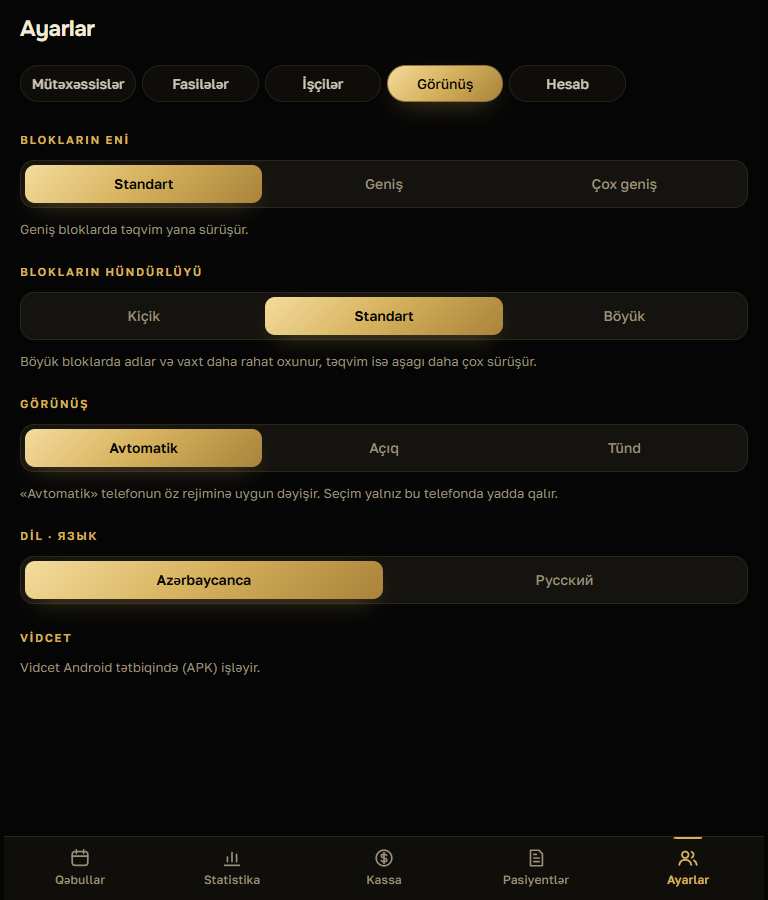 Ayarlar
Mütəxəssislər Fasilələr İşçilər Görünüş Hesab
BLOKLARIN ENİ
Standart Geniş Çox geniş
Geniş bloklarda təqvim yana sürüşür.
BLOKLARIN HÜNDÜRLÜYÜ
Kiçik Standart Böyük
Böyük bloklarda adlar və vaxt daha rahat oxunur, təqvim isə aşağı daha çox sürüşür.
GÖRÜNÜŞ
Avtomatik Açıq Tünd
«Avtomatik» telefonun öz rejiminə uyğun dəyişir. Seçim yalnız bu telefonda yadda qalır.
DİL · ЯЗЫК
Azərbaycanca Русский
VİDCET
Vidcet Android tətbiqində (APK) işləyir.
Qəbullar Statistika Kassa Pasiyentlər Ayarlar